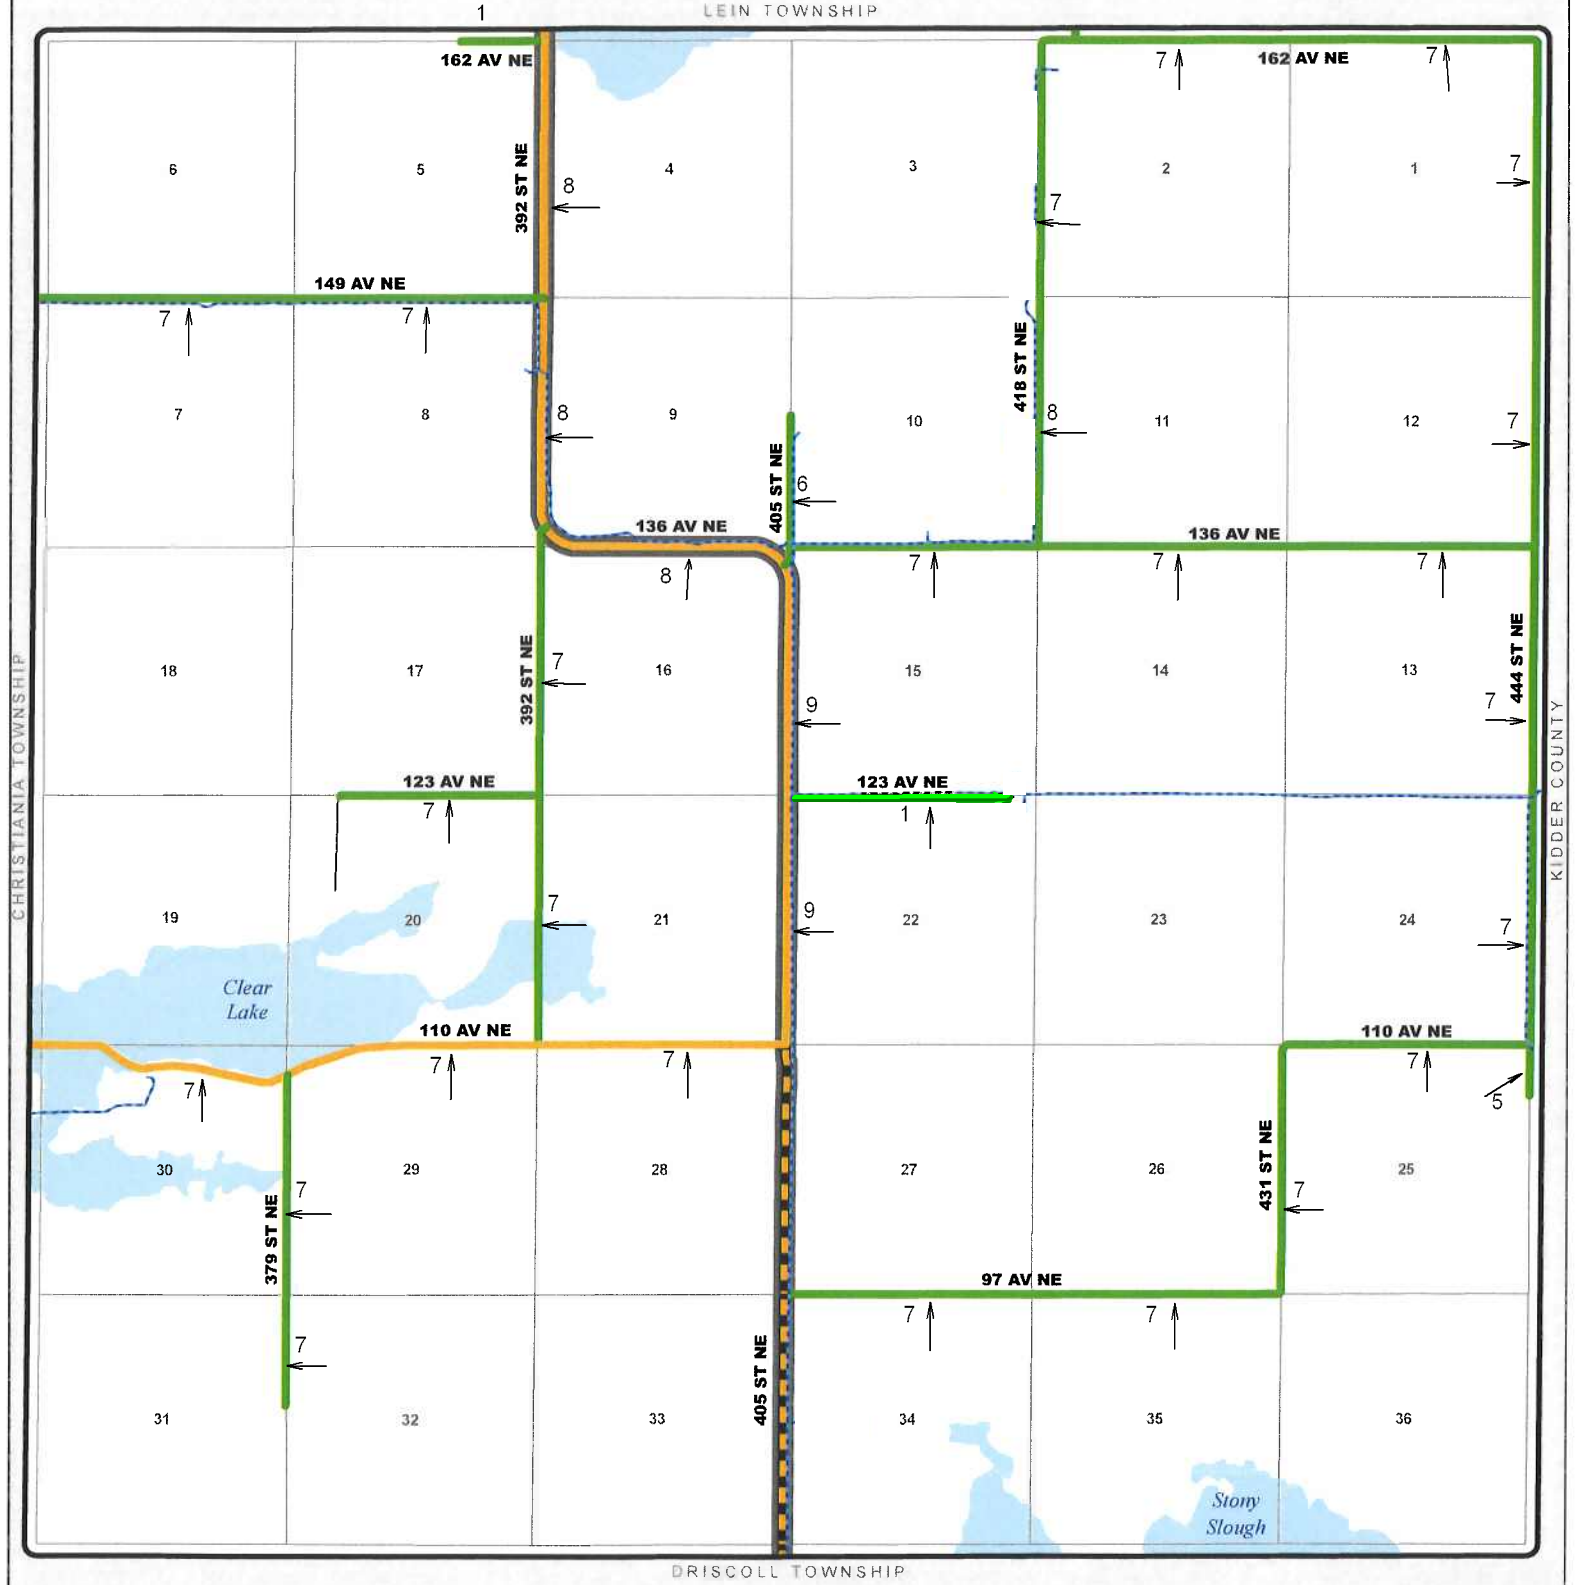 1
LEIN TOWNSHIP
162 AV NE
7
162 AV NE
7
6
5
392 ST NE
8
4
3
7
2
1
7
149 AV NE
7
7
418 ST NE
7
8
8
9
10
8
11
12
7
405 ST NE
6
136 AV NE
136 AV NE
8
7
7
7
18
17
392 ST NE
7
16
9
15
14
13
7
444 ST NE
CHRISTIANIA TOWNSHIP
KIDDER COUNTY
123 AV NE
7
123 AV NE
1
19
20
7
21
9
22
23
24
7
Clear
Lake
110 AV NE
110 AV NE
7
7
7
7
5
30
379 ST NE
7
29
28
27
26
431 ST NE
7
25
97 AV NE
7
7
7
31
32
33
405 ST NE
34
35
36
Stony
Slough
DRISCOLL TOWNSHIP